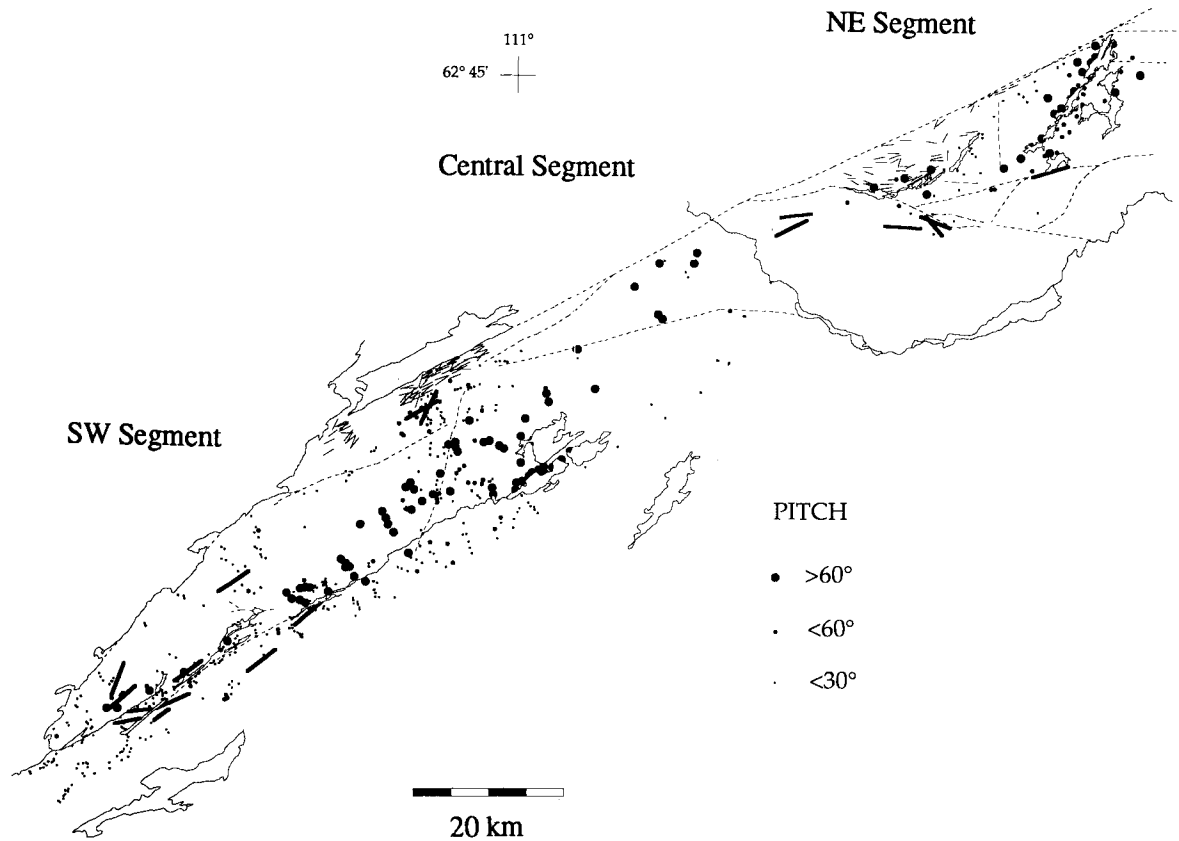 NE Segment
111°
62° 45'
Central Segment
SW Segment
PITCH
>60°
<60°
<30°
20 km